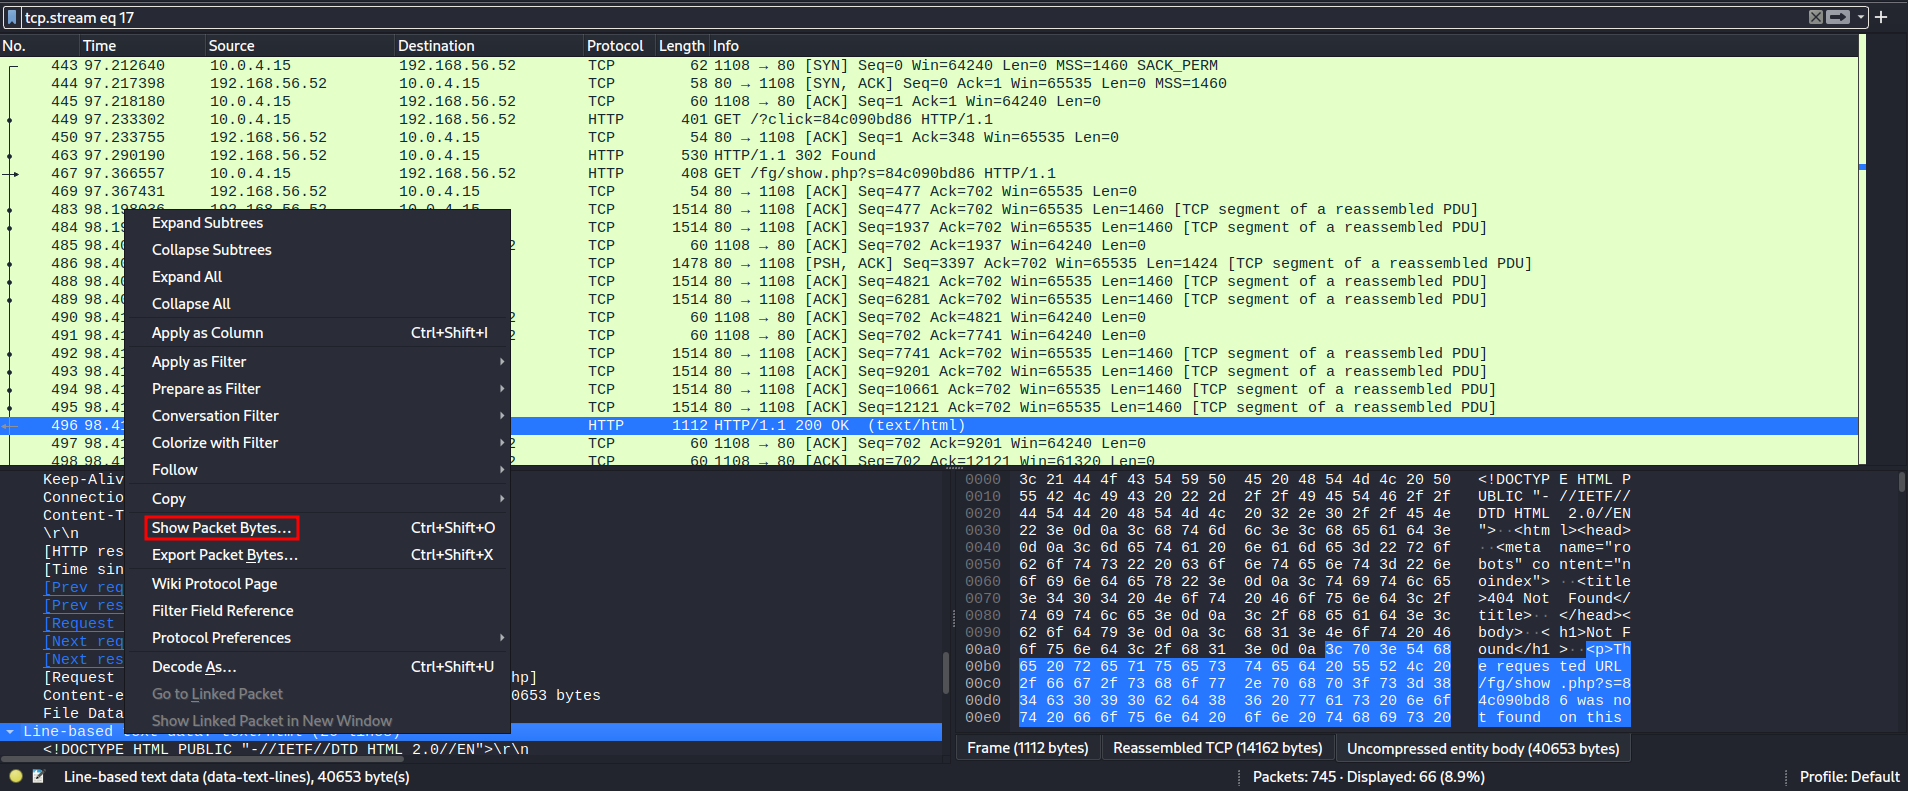 tcp.stream eq 17
No. Time Source Destination Protocol Length Info
443 97.212640 10.0.4.15 192.168.56.52 TCP 62 1108 → 80 [SYN] Seq=0 Win=64240 Len=0 MSS=1460 SACK_PERM
444 97.217398 192.168.56.52 10.0.4.15 TCP 58 80 → 1108 [SYN, ACK] Seq=0 Ack=1 Win=65535 Len=0 MSS=1460
445 97.218180 10.0.4.15 192.168.56.52 TCP 60 1108 → 80 [ACK] Seq=1 Ack=1 Win=64240 Len=0
449 97.233302 10.0.4.15 192.168.56.52 HTTP 401 GET /?click=84c090bd86 HTTP/1.1
450 97.233755 192.168.56.52 10.0.4.15 TCP 54 80 → 1108 [ACK] Seq=1 Ack=348 Win=65535 Len=0
463 97.290190 192.168.56.52 10.0.4.15 HTTP 530 HTTP/1.1 302 Found
467 97.366557 10.0.4.15 192.168.56.52 HTTP 408 GET /fg/show.php?s=84c090bd86 HTTP/1.1
469 97.367431 192.168.56.52 10.0.4.15 TCP 54 80 → 1108 [ACK] Seq=477 Ack=702 Win=65535 Len=0
483 98.198036 192.168.56.52 10.0.4.15 TCP 1514 80 → 1108 [ACK] Seq=477 Ack=702 Win=65535 Len=1460 [TCP segment of a reassembled PDU]
484 98.19 TCP 1514 80 → 1108 [ACK] Seq=1937 Ack=702 Win=65535 Len=1460 [TCP segment of a reassembled PDU]
485 98.40 2 TCP 60 1108 → 80 [ACK] Seq=702 Ack=1937 Win=64240 Len=0
486 98.40 TCP 1478 80 → 1108 [PSH, ACK] Seq=3397 Ack=702 Win=65535 Len=1424 [TCP segment of a reassembled PDU]
488 98.40 TCP 1514 80 → 1108 [ACK] Seq=4821 Ack=702 Win=65535 Len=1460 [TCP segment of a reassembled PDU]
489 98.40 TCP 1514 80 → 1108 [ACK] Seq=6281 Ack=702 Win=65535 Len=1460 [TCP segment of a reassembled PDU]
490 98.41 2 TCP 60 1108 → 80 [ACK] Seq=702 Ack=4821 Win=64240 Len=0
491 98.41 2 TCP 60 1108 → 80 [ACK] Seq=702 Ack=7741 Win=64240 Len=0
492 98.41 TCP 1514 80 → 1108 [ACK] Seq=7741 Ack=702 Win=65535 Len=1460 [TCP segment of a reassembled PDU]
493 98.41 TCP 1514 80 → 1108 [ACK] Seq=9201 Ack=702 Win=65535 Len=1460 [TCP segment of a reassembled PDU]
494 98.41 TCP 1514 80 → 1108 [ACK] Seq=10661 Ack=702 Win=65535 Len=1460 [TCP segment of a reassembled PDU]
495 98.41 TCP 1514 80 → 1108 [ACK] Seq=12121 Ack=702 Win=65535 Len=1460 [TCP segment of a reassembled PDU]
496 98.41 HTTP 1112 HTTP/1.1 200 OK (text/html)
497 98.41 2 TCP 60 1108 → 80 [ACK] Seq=702 Ack=9201 Win=64240 Len=0
498 98.41 2 TCP 60 1108 → 80 [ACK] Seq=702 Ack=12121 Win=61320 Len=0
Expand Subtrees
Collapse Subtrees
Expand All
Collapse All
Apply as Column Ctrl+Shift+I
Apply as Filter
Prepare as Filter
Conversation Filter
Colorize with Filter
Follow
Copy
Show Packet Bytes... Ctrl+Shift+O
Export Packet Bytes... Ctrl+Shift+X
Wiki Protocol Page
Filter Field Reference
Protocol Preferences
Decode As... Ctrl+Shift+U
Go to Linked Packet
Show Linked Packet in New Window
Keep-Aliv
Connectio
Content-T
\r\n
[HTTP res
[Time sin
[Prev req
[Prev res
[Request
[Next req
[Next res
[Request hp]
Content-e 0653 bytes
File Data
Line-based text data: text/html
<!DOCTYPE HTML PUBLIC "-//IETF//DTD HTML 2.0//EN">\r\n
0000 3c 21 44 4f 43 54 59 50 45 20 48 54 4d 4c 20 50 <!DOCTYP E HTML P
0010 55 42 4c 49 43 20 22 2d 2f 2f 49 45 54 46 2f 2f UBLIC "- //IETF//
0020 44 54 44 20 48 54 4d 4c 20 32 2e 30 2f 2f 45 4e DTD HTML 2.0//EN
0030 22 3e 0d 0a 3c 68 74 6d 6c 3e 3c 68 65 61 64 3e ">··<htm l><head>
0040 0d 0a 3c 6d 65 74 61 20 6e 61 6d 65 3d 22 72 6f ··<meta name="ro
0050 62 6f 74 73 22 20 63 6f 6e 74 65 6e 74 3d 22 6e bots" co ntent="n
0060 6f 69 6e 64 65 78 22 3e 0d 0a 3c 74 69 74 6c 65 oindex"> ··<title
0070 3e 34 30 34 20 4e 6f 74 20 46 6f 75 6e 64 3c 2f >404 Not Found</
0080 74 69 74 6c 65 3e 0d 0a 3c 2f 68 65 61 64 3e 3c title>·· </head><
0090 62 6f 64 79 3e 0d 0a 3c 68 31 3e 4e 6f 74 20 46 body>··< h1>Not F
00a0 6f 75 6e 64 3c 2f 68 31 3e 0d 0a 3c 70 3e 54 68 ound</h1 >··<p>Th
00b0 65 20 72 65 71 75 65 73 74 65 64 20 55 52 4c 20 e reques ted URL
00c0 2f 66 67 2f 73 68 6f 77 2e 70 68 70 3f 73 3d 38 /fg/show .php?s=8
00d0 34 63 30 39 30 62 64 38 36 20 77 61 73 20 6e 6f 4c090bd8 6 was no
00e0 74 20 66 6f 75 6e 64 20 6f 6e 20 74 68 69 73 20 t found on this
Frame (1112 bytes) Reassembled TCP (14162 bytes) Uncompressed entity body (40653 bytes)
Line-based text data (data-text-lines), 40653 byte(s) Packets: 745 · Displayed: 66 (8.9%) Profile: Default